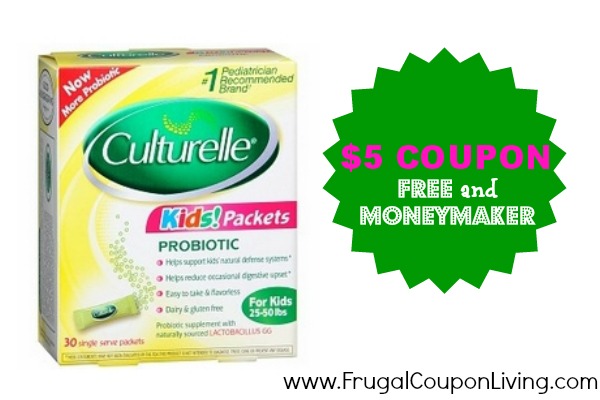 Now
More Probiotic
#1 Pediatrician
Recommended
Brand†
Culturelle®
Kids! Packets
PROBIOTIC
Helps support kids' natural defense systems*
Helps reduce occasional digestive upset*
Easy to take & flavorless
Dairy & gluten free
For Kids
25-50 lbs
Probiotic supplement with
naturally sourced LACTOBACILLUS GG
30 single serve packets
$5 COUPON
FREE and
MONEYMAKER
www.FrugalCouponLiving.com